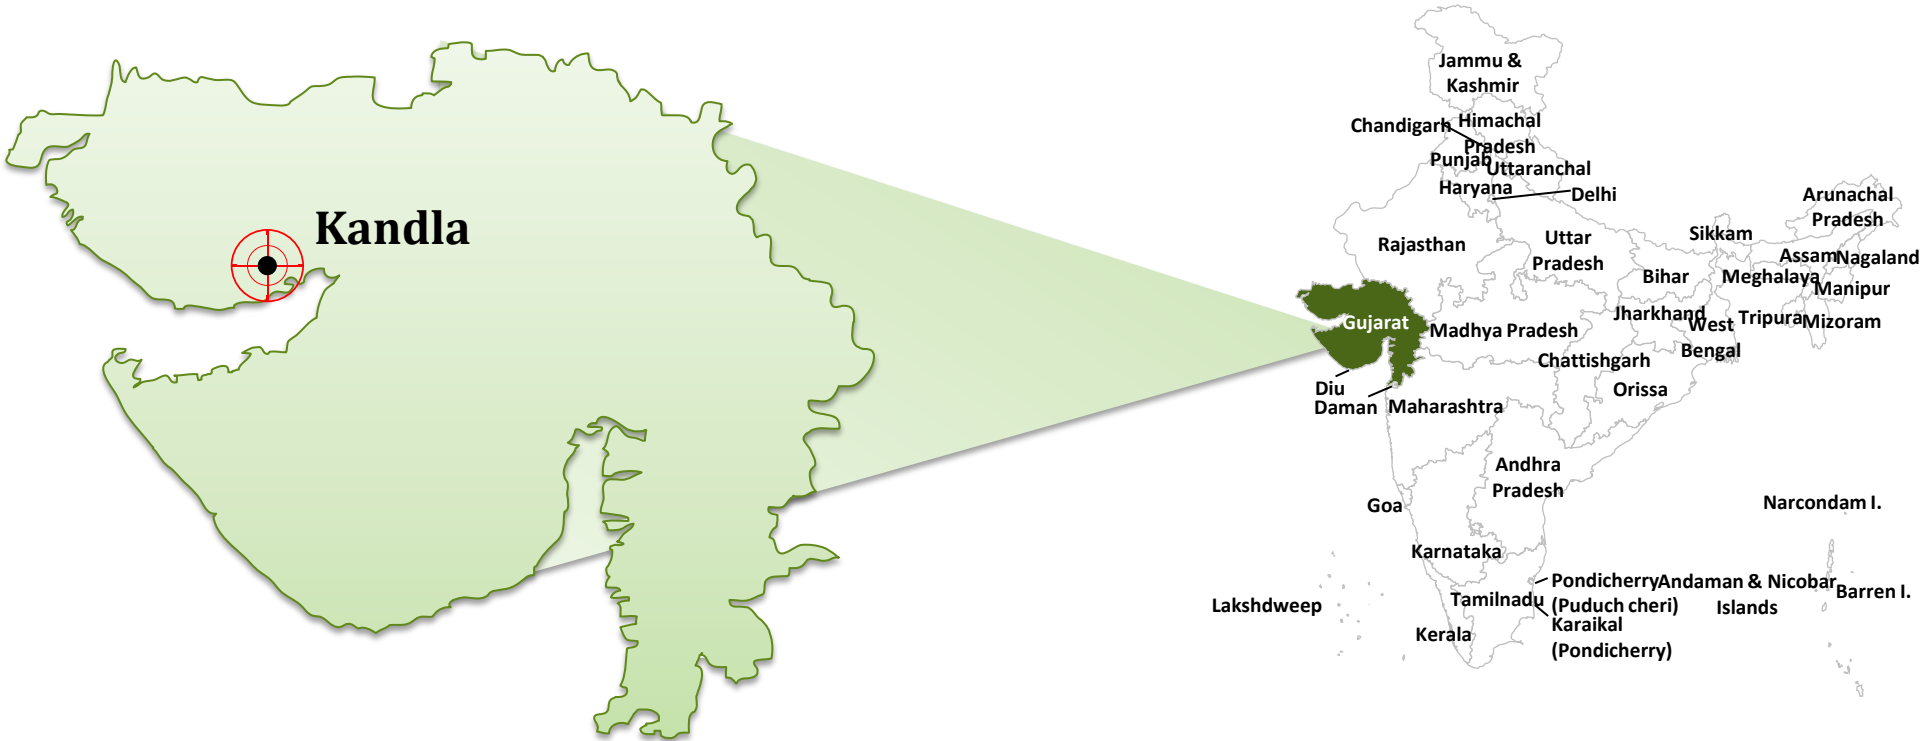 Kandla
Jammu &
Kashmir
Chandigarh
Himachal
Pradesh
Punjab
Uttaranchal
Haryana
Delhi
Arunachal
Pradesh
Rajasthan
Uttar
Pradesh
Sikkam
Assam
Nagaland
Bihar
Meghalaya
Manipur
Gujarat
Madhya Pradesh
Jharkhand
West
Bengal
Tripura
Mizoram
Chattishgarh
Orissa
Diu
Daman
Maharashtra
Andhra
Pradesh
Goa
Narcondam I.
Karnataka
Lakshdweep
Tamilnadu
Pondicherry
(Puduch cheri)
Andaman & Nicobar
Islands
Barren I.
Karaikal
(Pondicherry)
Kerala